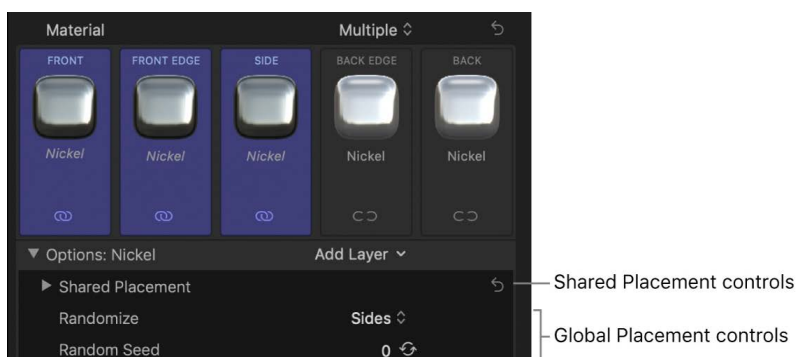 Material Multiple
FRONT FRONT EDGE SIDE BACK EDGE BACK
Nickel Nickel Nickel Nickel Nickel
Options: Nickel Add Layer
Shared Placement
Shared Placement controls
Randomize Sides
Global Placement controls
Random Seed 0